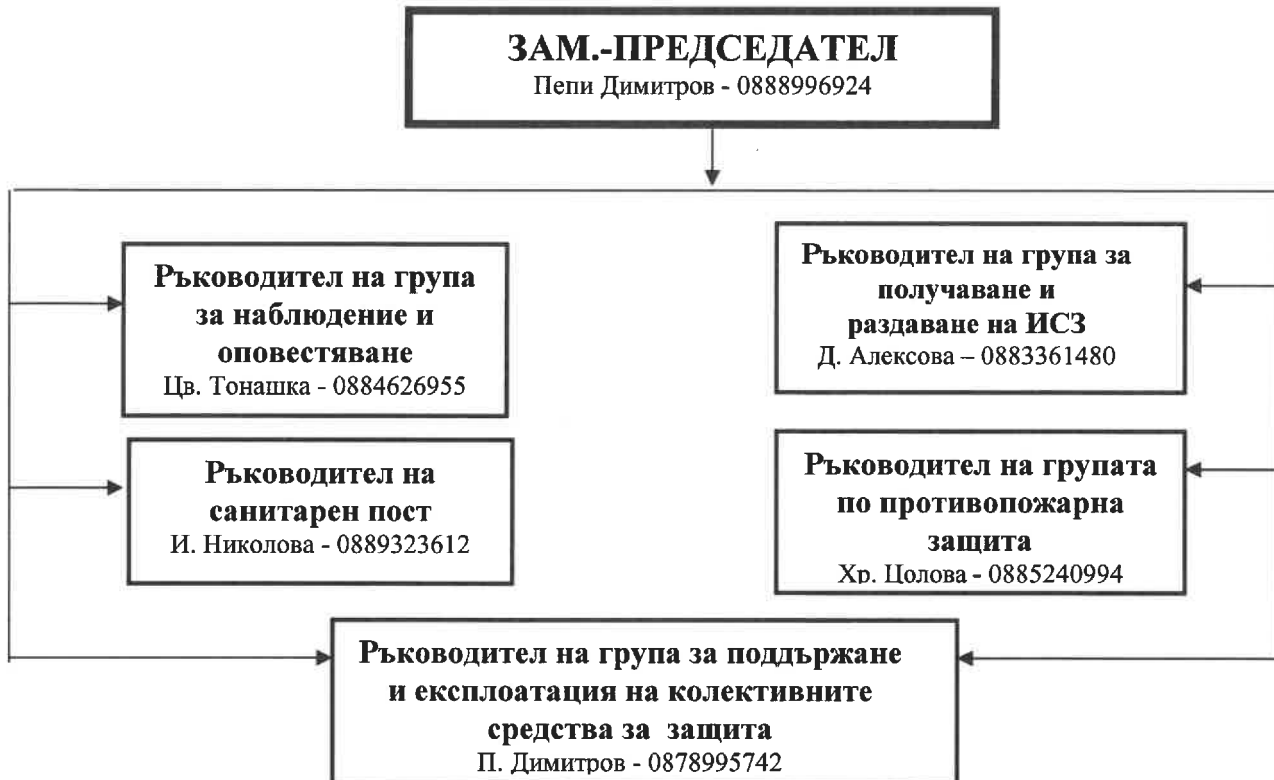 ЗАМ.-ПРЕДСЕДАТЕЛ
Пепи Димитров - 0888996924
Ръководител на група
за наблюдение и
оповестяване
Цв. Тонашка - 0884626955
Ръководител на група за
получаване и
раздаване на ИСЗ
Д. Алексова – 0883361480
Ръководител на
санитарен пост
И. Николова - 0889323612
Ръководител на групата
по противопожарна
защита
Хр. Цолова - 0885240994
Ръководител на група за поддържане
и експлоатация на колективните
средства за защита
П. Димитров - 0878995742